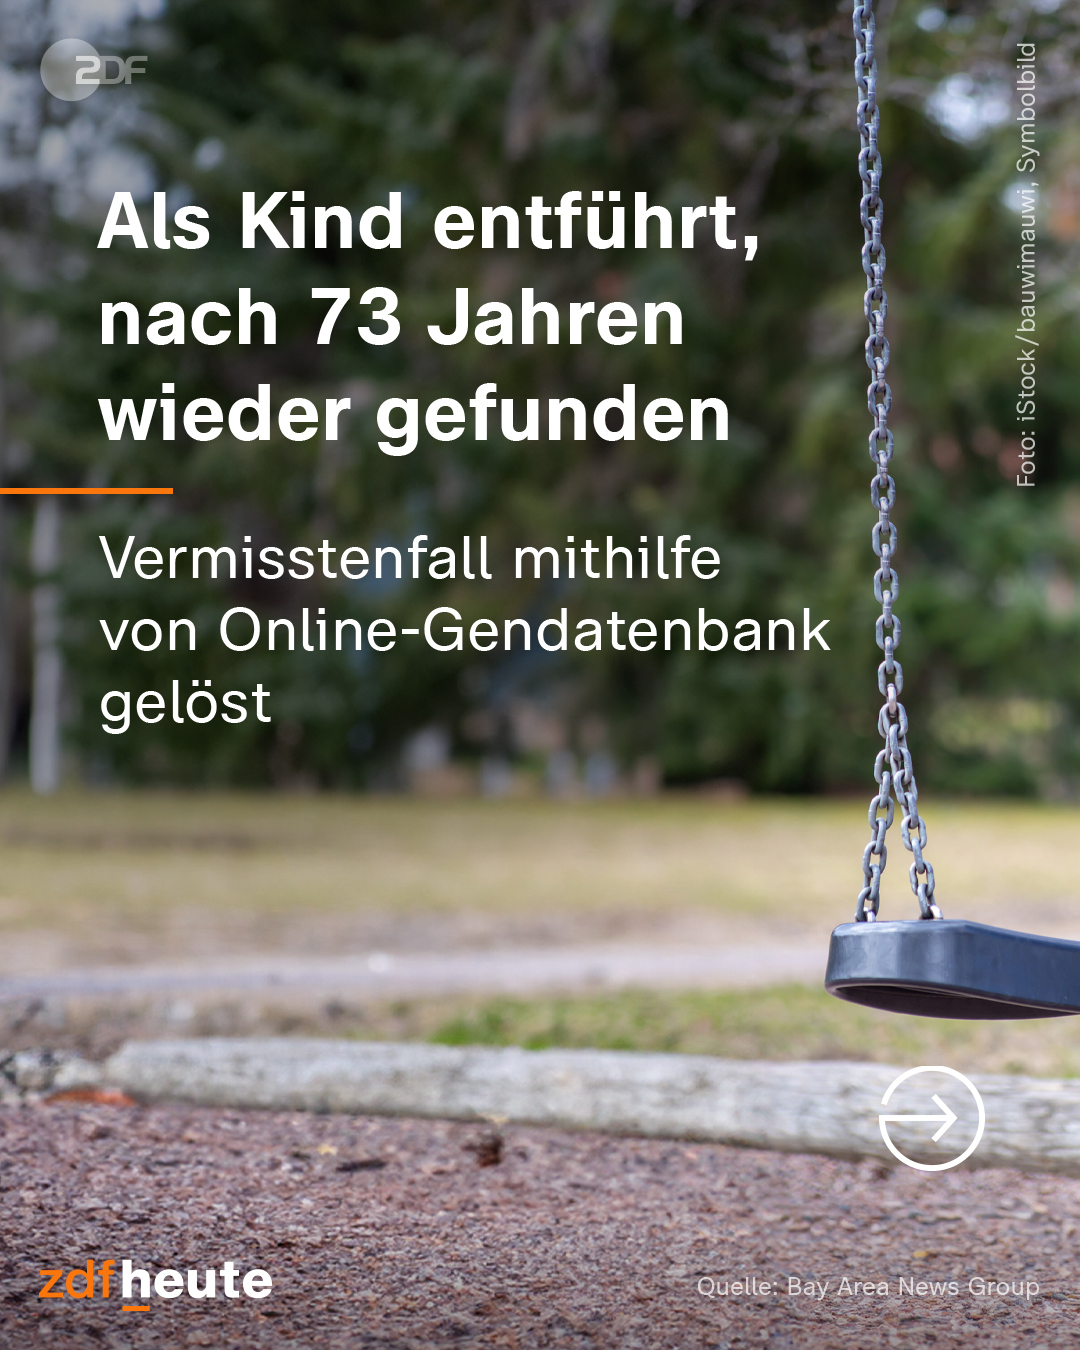 ZDF
Foto: iStock/bauwimauwi, Symbolbild
Als Kind entführt,
nach 73 Jahren
wieder gefunden
Vermisstenfall mithilfe
von Online-Gendatenbank
gelöst
zdfheute
Quelle: Bay Area News Group